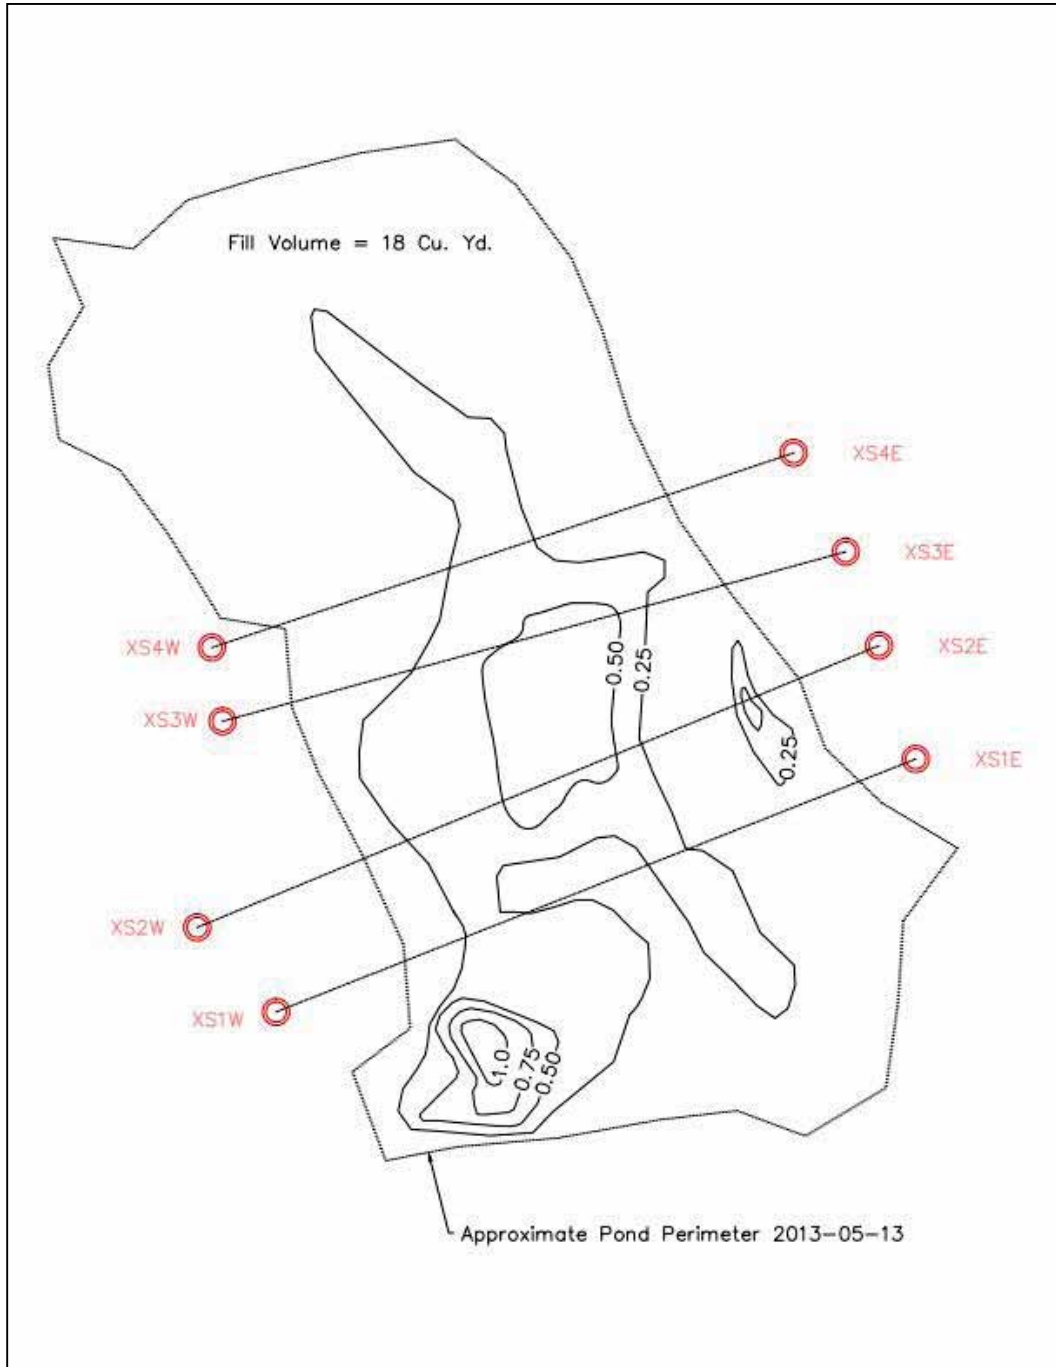 Fill Volume = 18 Cu. Yd.
XS4E
XS3E
XS4W
0.50
0.25
XS2E
XS3W
0.25
XS1E
XS2W
XS1W
1.0
0.75
0.50
Approximate Pond Perimeter 2013-05-13